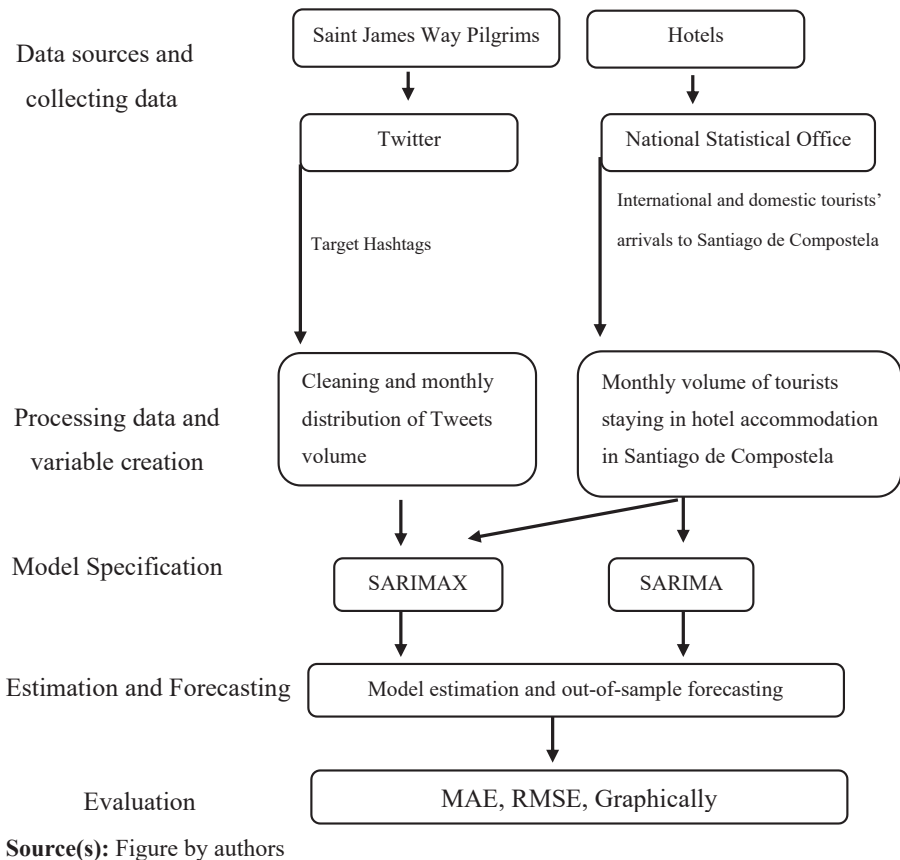 Data sources and
collecting data
Saint James Way Pilgrims
Hotels
Twitter
National Statistical Office
Target Hashtags
International and domestic tourists’
arrivals to Santiago de Compostela
Processing data and
variable creation
Cleaning and monthly
distribution of Tweets
volume
Monthly volume of tourists
staying in hotel accommodation
in Santiago de Compostela
Model Specification
SARIMAX
SARIMA
Estimation and Forecasting
Model estimation and out-of-sample forecasting
Evaluation
MAE, RMSE, Graphically
Source(s): Figure by authors